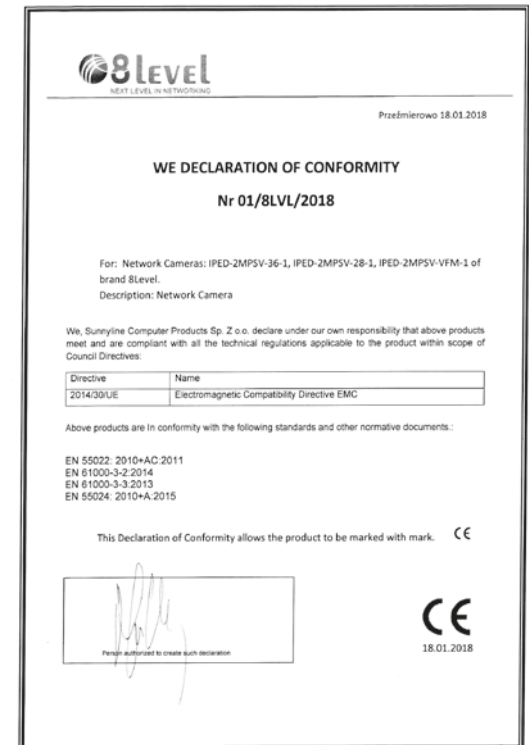 8level
NEXT LEVEL IN NETWORKING
Przeźmierowo 18.01.2018
WE DECLARATION OF CONFORMITY
Nr 01/8LVL/2018
For: Network Cameras: IPED-2MPSV-36-1, IPED-2MPSV-28-1, IPED-2MPSV-VFM-1 of
brand 8Level.
Description: Network Camera
We, Sunnyline Computer Products Sp. Z o.o. declare under our own responsibility that above products
meet and are compliant with all the technical regulations applicable to the product within scope of
Council Directives:
Directive Name
2014/30/UE Electromagnetic Compatibility Directive EMC
Above products are In conformity with the following standards and other normative documents.:
EN 55022: 2010+AC:2011
EN 61000-3-2:2014
EN 61000-3-3:2013
EN 55024: 2010+A:2015
This Declaration of Conformity allows the product to be marked with mark. CE
Person authorized to create such declaration
CE
18.01.2018